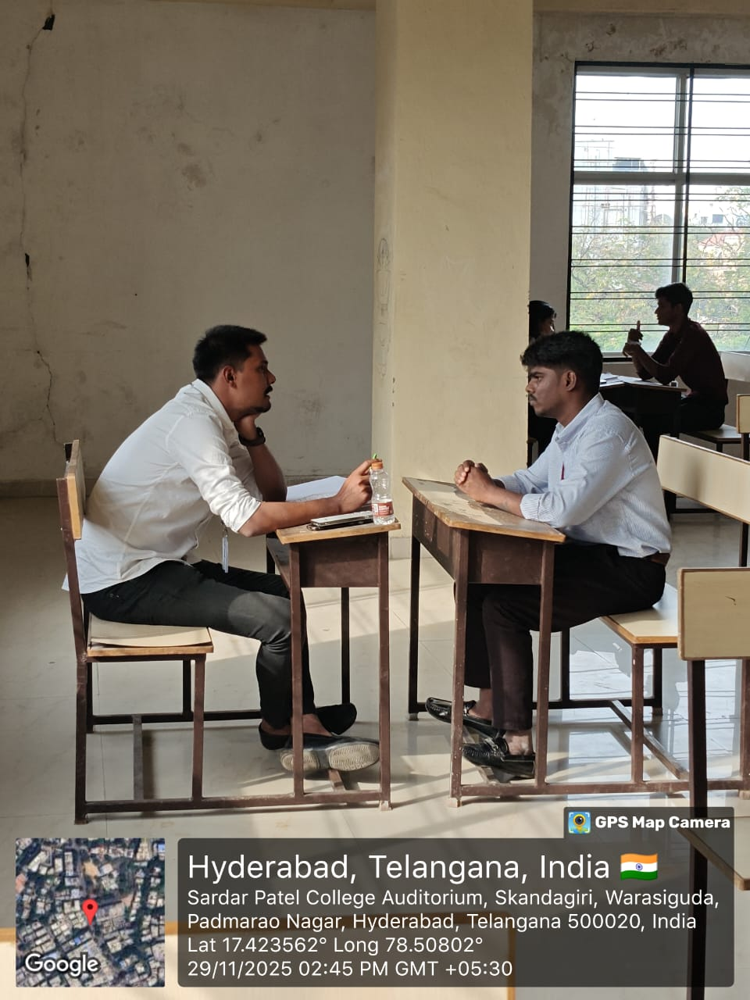 GPS Map Camera
Hyderabad, Telangana, India
Sardar Patel College Auditorium, Skandagiri, Warasiguda,
Padmarao Nagar, Hyderabad, Telangana 500020, India
Lat 17.423562° Long 78.50802°
29/11/2025 02:45 PM GMT +05:30
Google